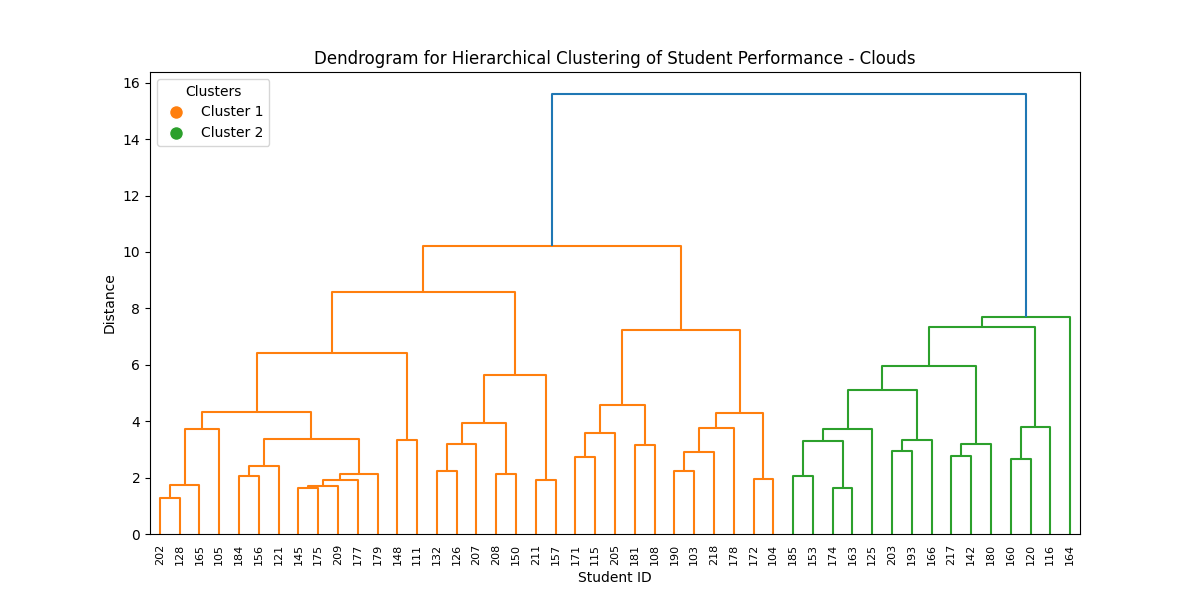 Dendrogram for Hierarchical Clustering of Student Performance - Clouds
Clusters
Cluster 1
Cluster 2
Distance
16
14
12
10
8
6
4
2
0
202 128 165 105 184 156 121 145 175 209 177 179 148 111 132 126 207 208 150 211 157 171 115 205 181 108 190 103 218 178 172 104 185 153 174 163 125 203 193 166 217 142 180 160 120 116 164
Student ID